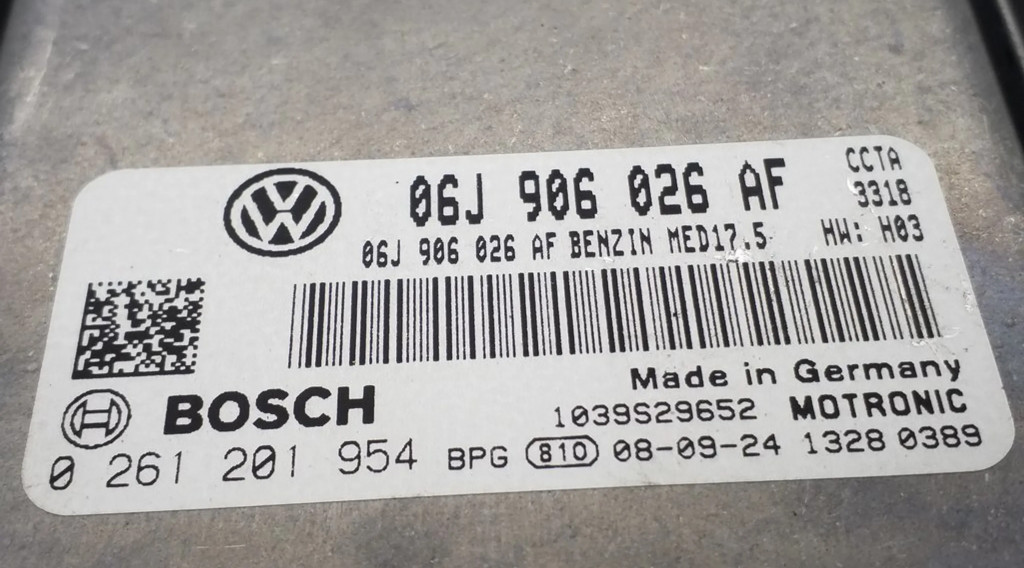 06J 906 026 AF
CCTA
3318
06J 906 026 AF BENZIN MED17.5
HW: H03
Made in Germany
BOSCH
1039S29652 MOTRONIC
0 261 201 954 BPG 810 08-09-24 1328 0389